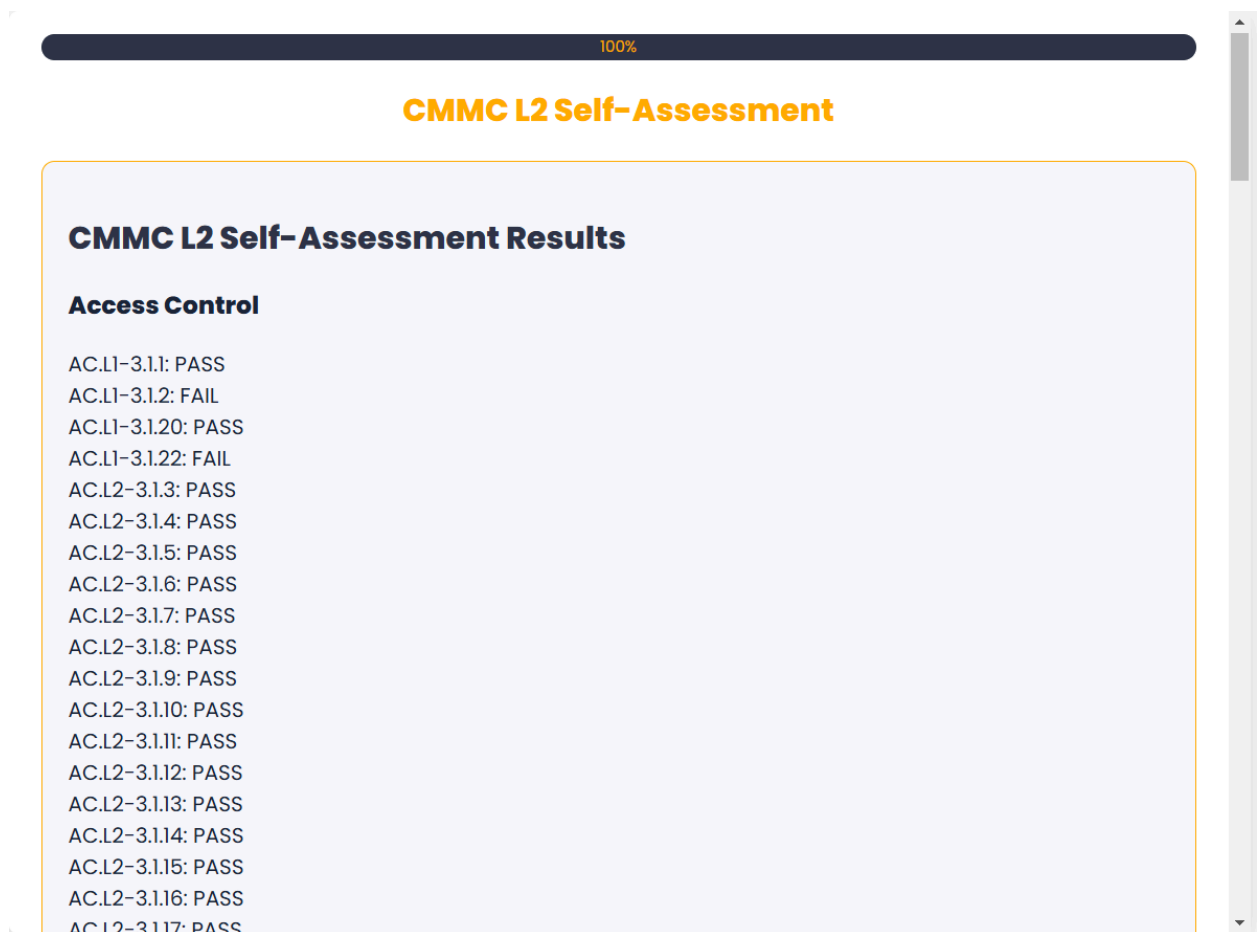 100%
CMMC L2 Self-Assessment
CMMC L2 Self-Assessment Results
Access Control
AC.L1-3.1.1: PASS
AC.L1-3.1.2: FAIL
AC.L1-3.1.20: PASS
AC.L1-3.1.22: FAIL
AC.L2-3.1.3: PASS
AC.L2-3.1.4: PASS
AC.L2-3.1.5: PASS
AC.L2-3.1.6: PASS
AC.L2-3.1.7: PASS
AC.L2-3.1.8: PASS
AC.L2-3.1.9: PASS
AC.L2-3.1.10: PASS
AC.L2-3.1.11: PASS
AC.L2-3.1.12: PASS
AC.L2-3.1.13: PASS
AC.L2-3.1.14: PASS
AC.L2-3.1.15: PASS
AC.L2-3.1.16: PASS
AC.L2-3.1.17: PASS